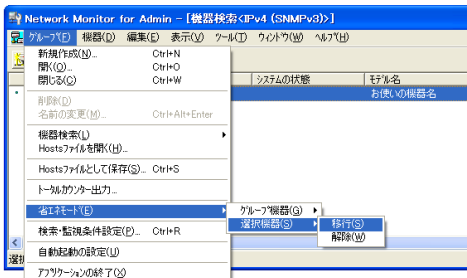 Network Monitor for Admin - [機器検索<IPv4 (SNMPv3)>]
グループ(F) 機器(D) 編集(E) 表示(V) ツール(T) ウィンドウ(W) ヘルプ(H)
新規作成(N)... Ctrl+N
開く(O)... Ctrl+O
閉じる(C) Ctrl+W
システムの状態 モデル名
お使いの機器名
削除(D)
名前の変更(M)... Ctrl+Alt+Enter
機器検索(L)
Hostsファイルを開く(H)...
Hostsファイルとして保存(S)... Ctrl+S
トータルカウンター出力...
省エネモード(E) グループ機器(G)
選択機器(S) 移行(S)
解除(W)
検索・監視条件設定(P)... Ctrl+R
自動起動の設定(U)
アプリケーションの終了(X)